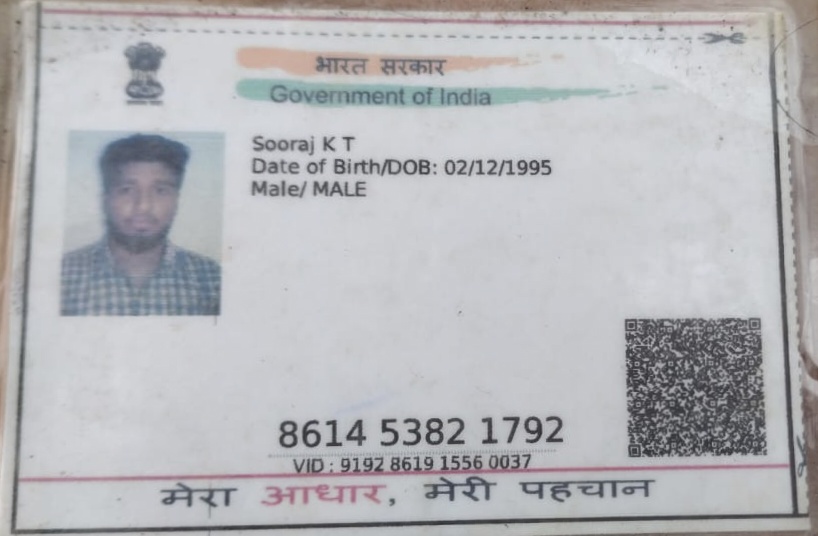 भारत सरकार
Government of India
Sooraj K T
Date of Birth/DOB: 02/12/1995
Male/ MALE
8614 5382 1792
VID : 9192 8619 1556 0037
मेरा आधार, मेरी पहचान